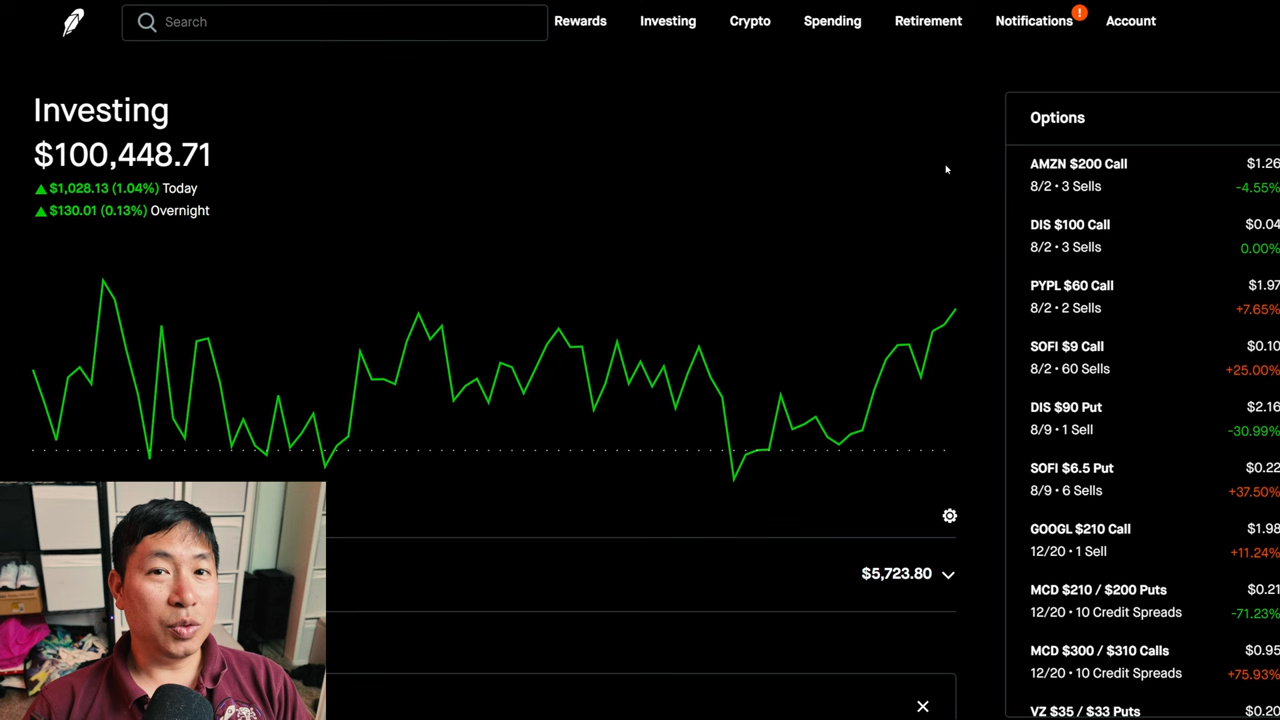 Search
Rewards
Investing
Crypto
Spending
Retirement
Notifications
!
Account
Investing
$100,448.71
$1,028.13 (1.04%) Today
$130.01 (0.13%) Overnight
$5,723.80
Options
AMZN $200 Call $1.26
8/2 • 3 Sells -4.55%
DIS $100 Call $0.04
8/2 • 3 Sells 0.00%
PYPL $60 Call $1.97
8/2 • 2 Sells +7.65%
SOFI $9 Call $0.10
8/2 • 60 Sells +25.00%
DIS $90 Put $2.16
8/9 • 1 Sell -30.99%
SOFI $6.5 Put $0.22
8/9 • 6 Sells +37.50%
GOOGL $210 Call $1.98
12/20 • 1 Sell +11.24%
MCD $210 / $200 Puts $0.21
12/20 • 10 Credit Spreads -71.23%
MCD $300 / $310 Calls $0.95
12/20 • 10 Credit Spreads +75.93%
VZ $35 / $33 Puts $0.20